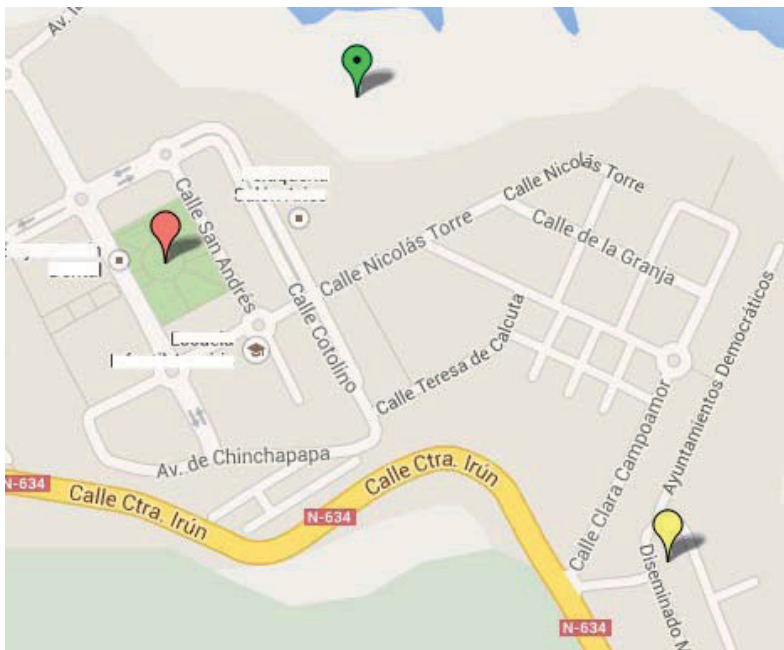 Av. la
Calle San Andrés
Calle Nicolás Torre
Calle Nicolás Torre
Calle de la Granja
Calle Cotolino
Calle Teresa de Calcuta
Ayuntamientos Democráticos
Calle Clara Campoamor
Av. de Chinchapapa
N-634
Calle Ctra. Irún
N-634
Calle Ctra. Irún
Diseminado M
N-634